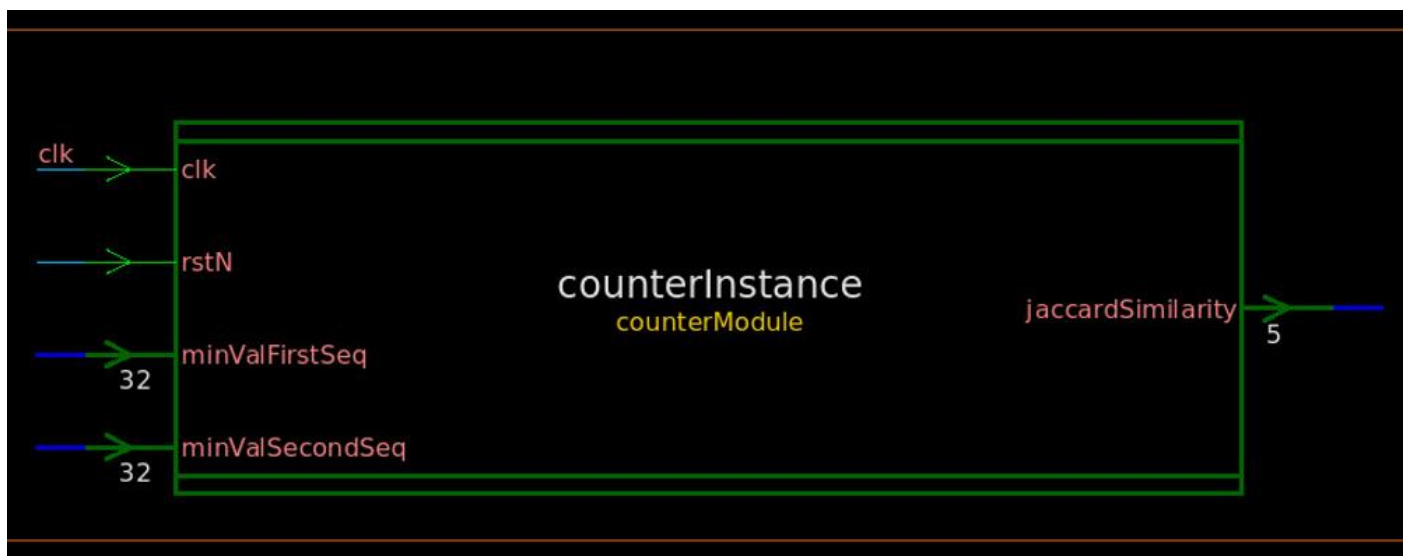 clk
clk
rstN
counterInstance
counterModule
jaccardSimilarity
5
minValFirstSeq
32
minValSecondSeq
32